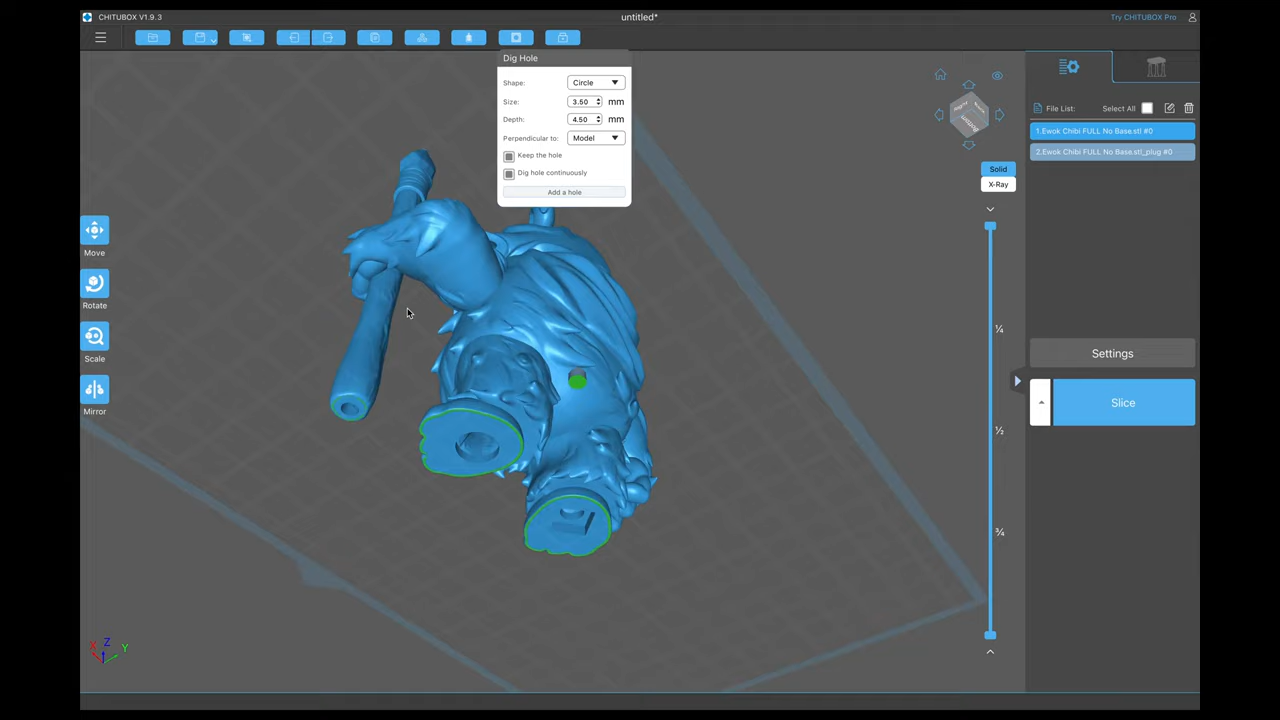 CHITUBOX V1.9.3
untitled*
Try CHITUBOX Pro
Dig Hole
Shape: Circle
Size: 3.50 mm
Depth: 4.50 mm
Perpendicular to: Model
Keep the hole
Dig hole continuously
Add a hole
File List: Select All
1.Ewok Chibi FULL No Base.stl #0
2.Ewok Chibi FULL No Base.stl_plug #0
Solid
X-Ray
Move
Rotate
Scale
Mirror
¼
½
¾
Settings
Slice
X Z Y